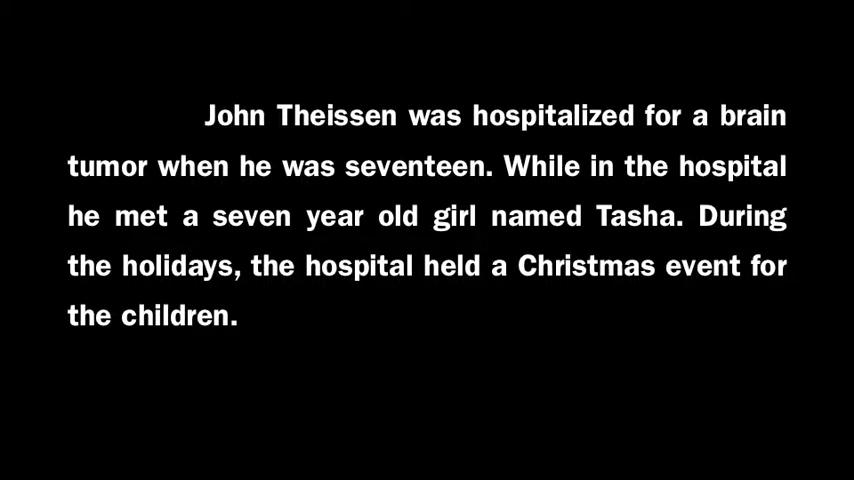 John Theissen was hospitalized for a brain
tumor when he was seventeen. While in the hospital
he met a seven year old girl named Tasha. During
the holidays, the hospital held a Christmas event for
the children.